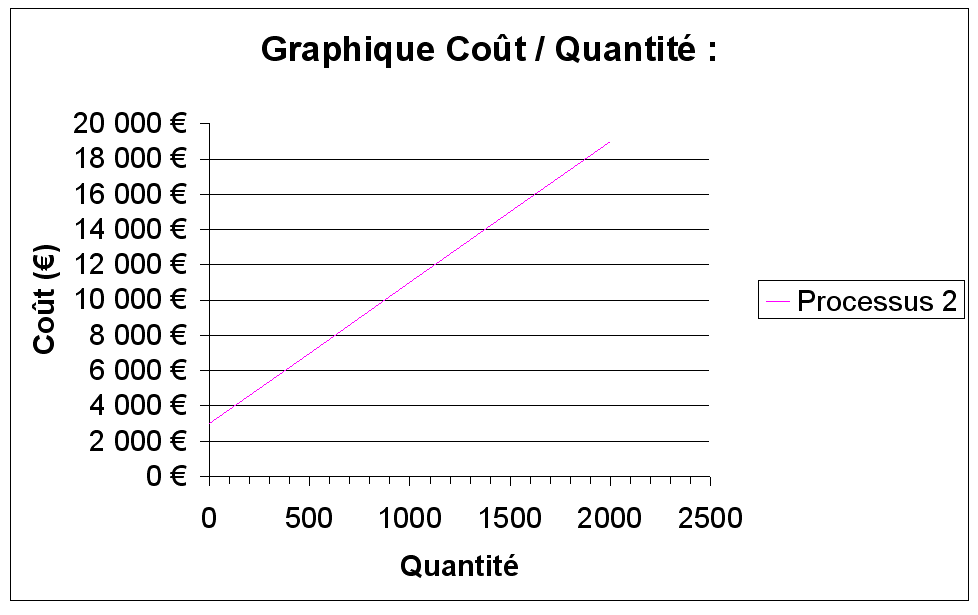 Graphique Coût / Quantité :
20 000 €
18 000 €
16 000 €
14 000 €
12 000 €
10 000 €
8 000 €
6 000 €
4 000 €
2 000 €
0 €
Coût (€)
Processus 2
0 500 1000 1500 2000 2500
Quantité